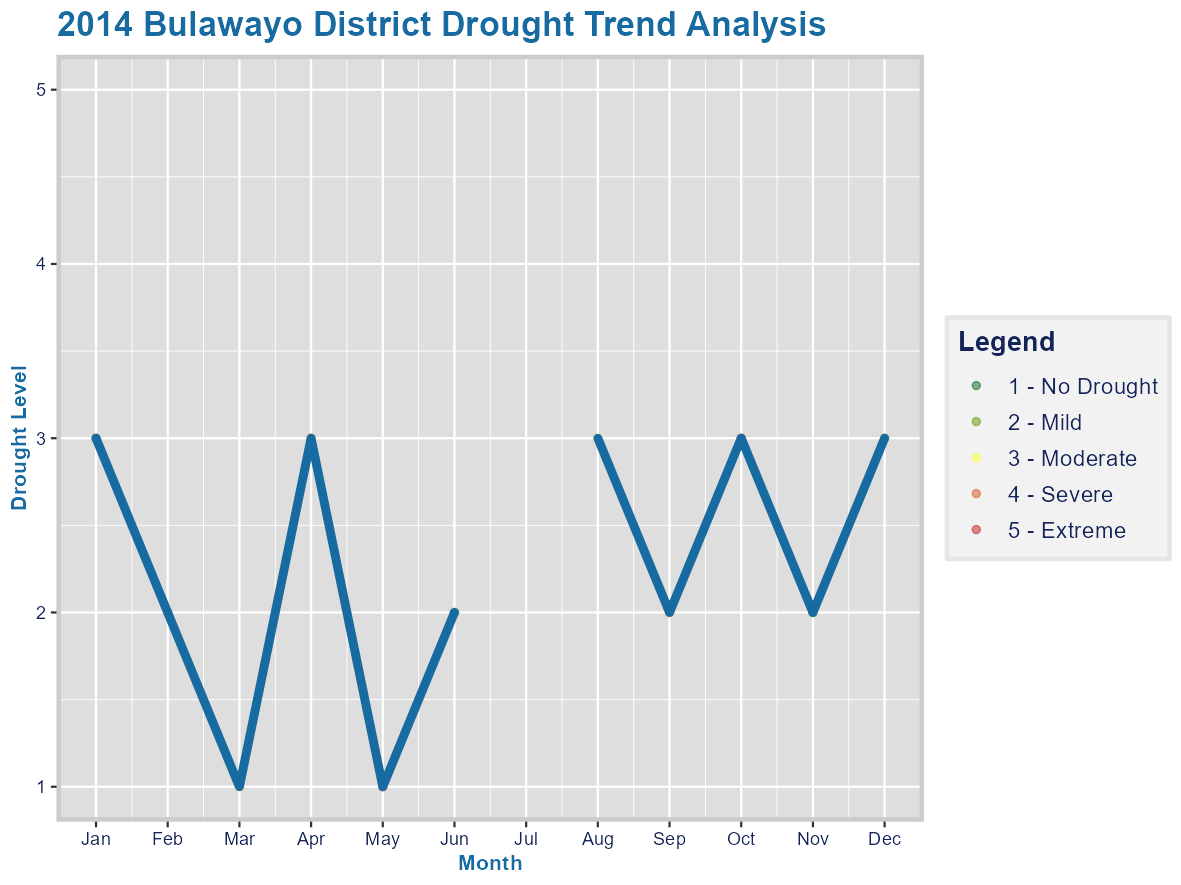 2014 Bulawayo District Drought Trend Analysis
5
4
3
2
1
Drought Level
Jan Feb Mar Apr May Jun Jul Aug Sep Oct Nov Dec
Month
Legend
1 - No Drought
2 - Mild
3 - Moderate
4 - Severe
5 - Extreme